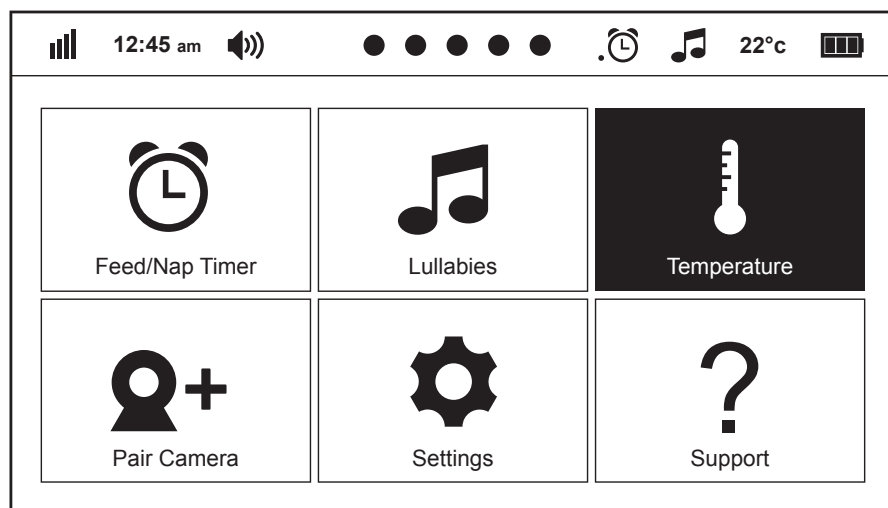 12:45 am 22°c
Feed/Nap Timer Lullabies Temperature
Pair Camera Settings Support